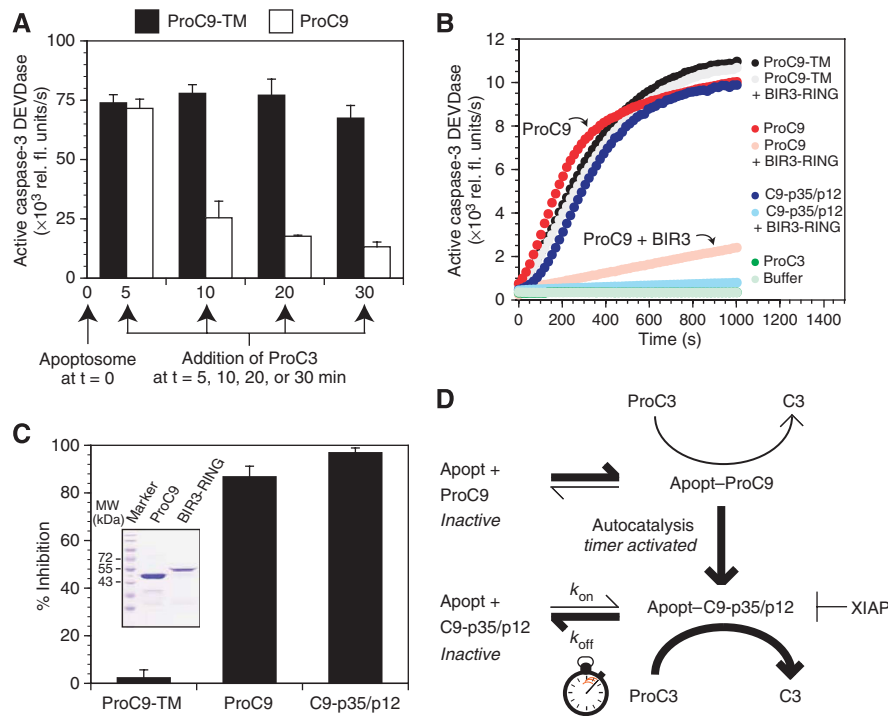 A
ProC9-TM
ProC9
Active caspase-3 DEVDase
(×10³ rel. fl. units/s)
100
75
50
25
0
0
5
10
20
30
Apoptosome
at t = 0
Addition of ProC3
at t = 5, 10, 20, or 30 min
B
Active caspase-3 DEVDase
(×10³ rel. fl. units/s)
12
10
8
6
4
2
0
0
200
400
600
800
1000
1200
1400
Time (s)
ProC9
ProC9 + BIR3
ProC9-TM
ProC9-TM
+ BIR3-RING
ProC9
ProC9
+ BIR3-RING
C9-p35/p12
C9-p35/p12
+ BIR3-RING
ProC3
Buffer
C
% Inhibition
100
80
60
40
20
0
MW
(kDa)
Marker
ProC9
BIR3-RING
72
55
43
ProC9-TM
ProC9
C9-p35/p12
D
ProC3
C3
Apopt +
ProC9
Inactive
Apopt–ProC9
Autocatalysis
timer activated
Apopt +
C9-p35/p12
Inactive
kon
koff
Apopt–C9-p35/p12
XIAP
ProC3
C3